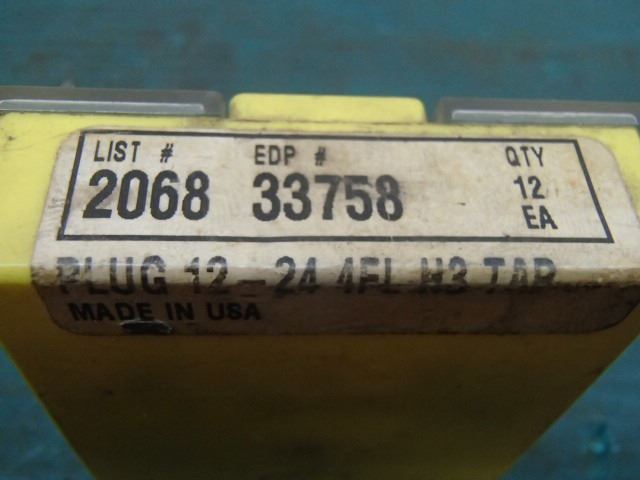 LIST # EDP # QTY
2068 33758 12
EA
PLUG 12-24 4FL H3 TAP
MADE IN USA